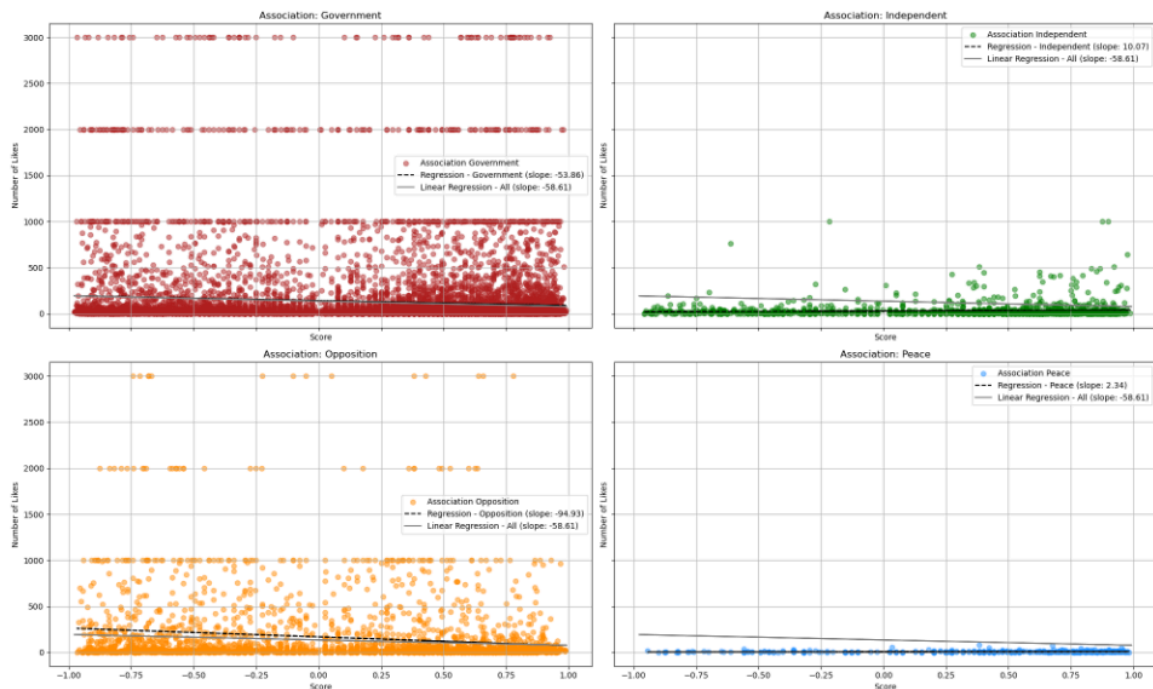 Association: Government
3000
2500
2000
1500
1000
500
0
Number of Likes
Association Government
Regression - Government (slope: -53.86)
Linear Regression - All (slope: -58.61)
Score
Association: Independent
Number of Likes
Association Independent
Regression - Independent (slope: 10.07)
Linear Regression - All (slope: -58.61)
Score
Association: Opposition
3000
2500
2000
1500
1000
500
0
Number of Likes
Association Opposition
Regression - Opposition (slope: -94.93)
Linear Regression - All (slope: -58.61)
−1.00 −0.75 −0.50 −0.25 0.00 0.25 0.50 0.75 1.00
Score
Association: Peace
Number of Likes
Association Peace
Regression - Peace (slope: 2.34)
Linear Regression - All (slope: -58.61)
−1.00 −0.75 −0.50 −0.25 0.00 0.25 0.50 0.75 1.00
Score